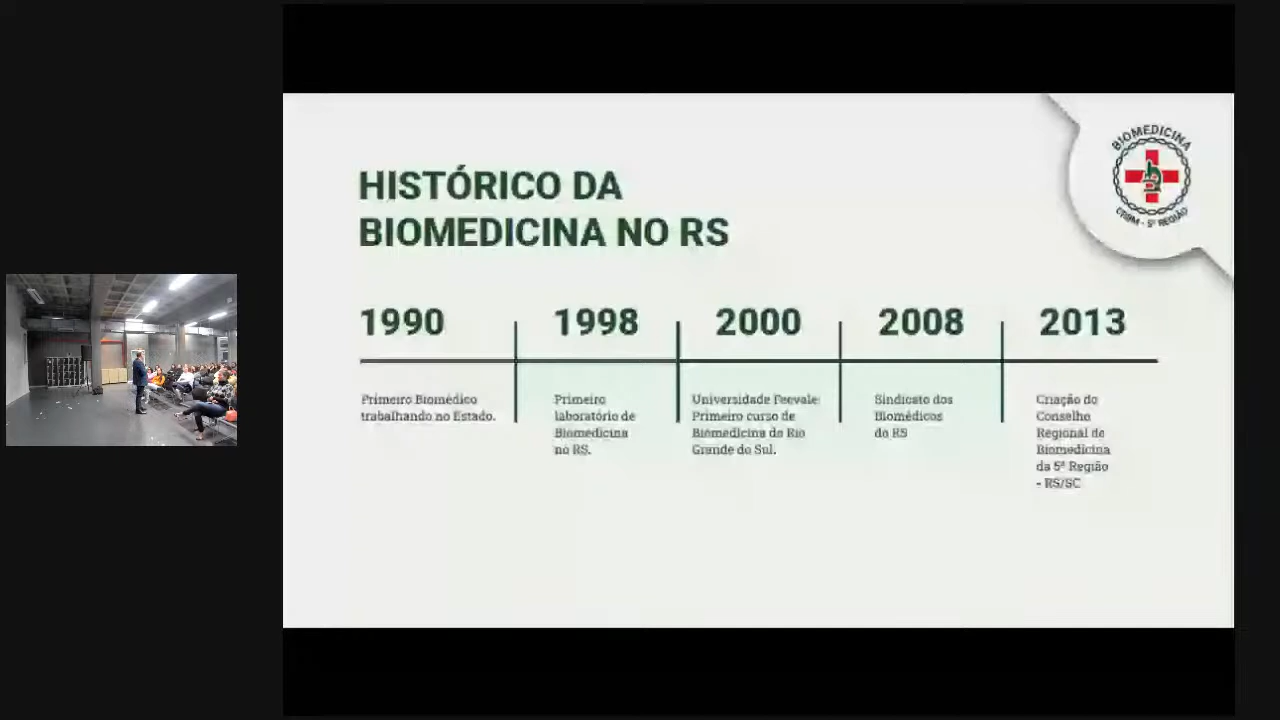 BIOMEDICINA
CRBM - 5ª REGIÃO
HISTÓRICO DA
BIOMEDICINA NO RS
1990
Primeiro Biomédico
trabalhando no Estado.
1998
Primeiro
laboratório de
Biomedicina
no RS.
2000
Universidade Feevale
Primeiro curso de
Biomedicina do Rio
Grande do Sul.
2008
Sindicato dos
Biomédicos
do RS
2013
Criação do
Conselho
Regional de
Biomedicina
da 5ª Região
- RS/SC